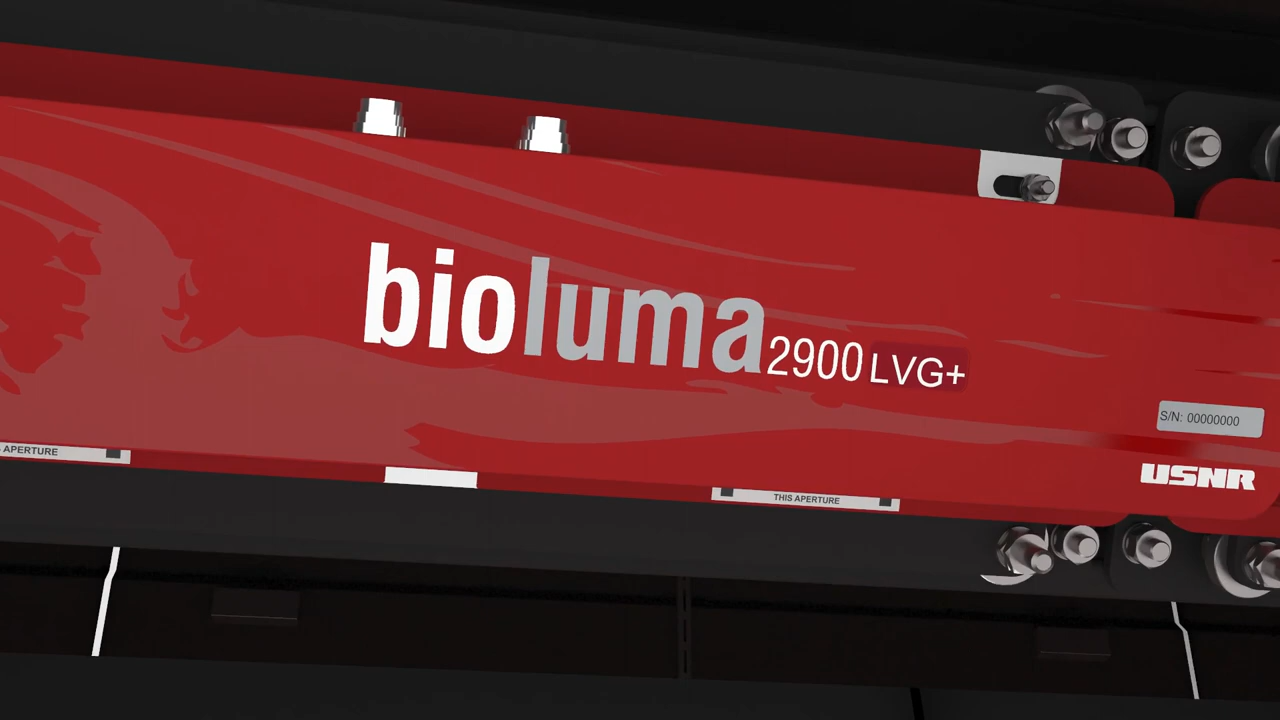 bioluma 2900 LVG+
S/N: 00000000
USNR
APERTURE
THIS APERTURE